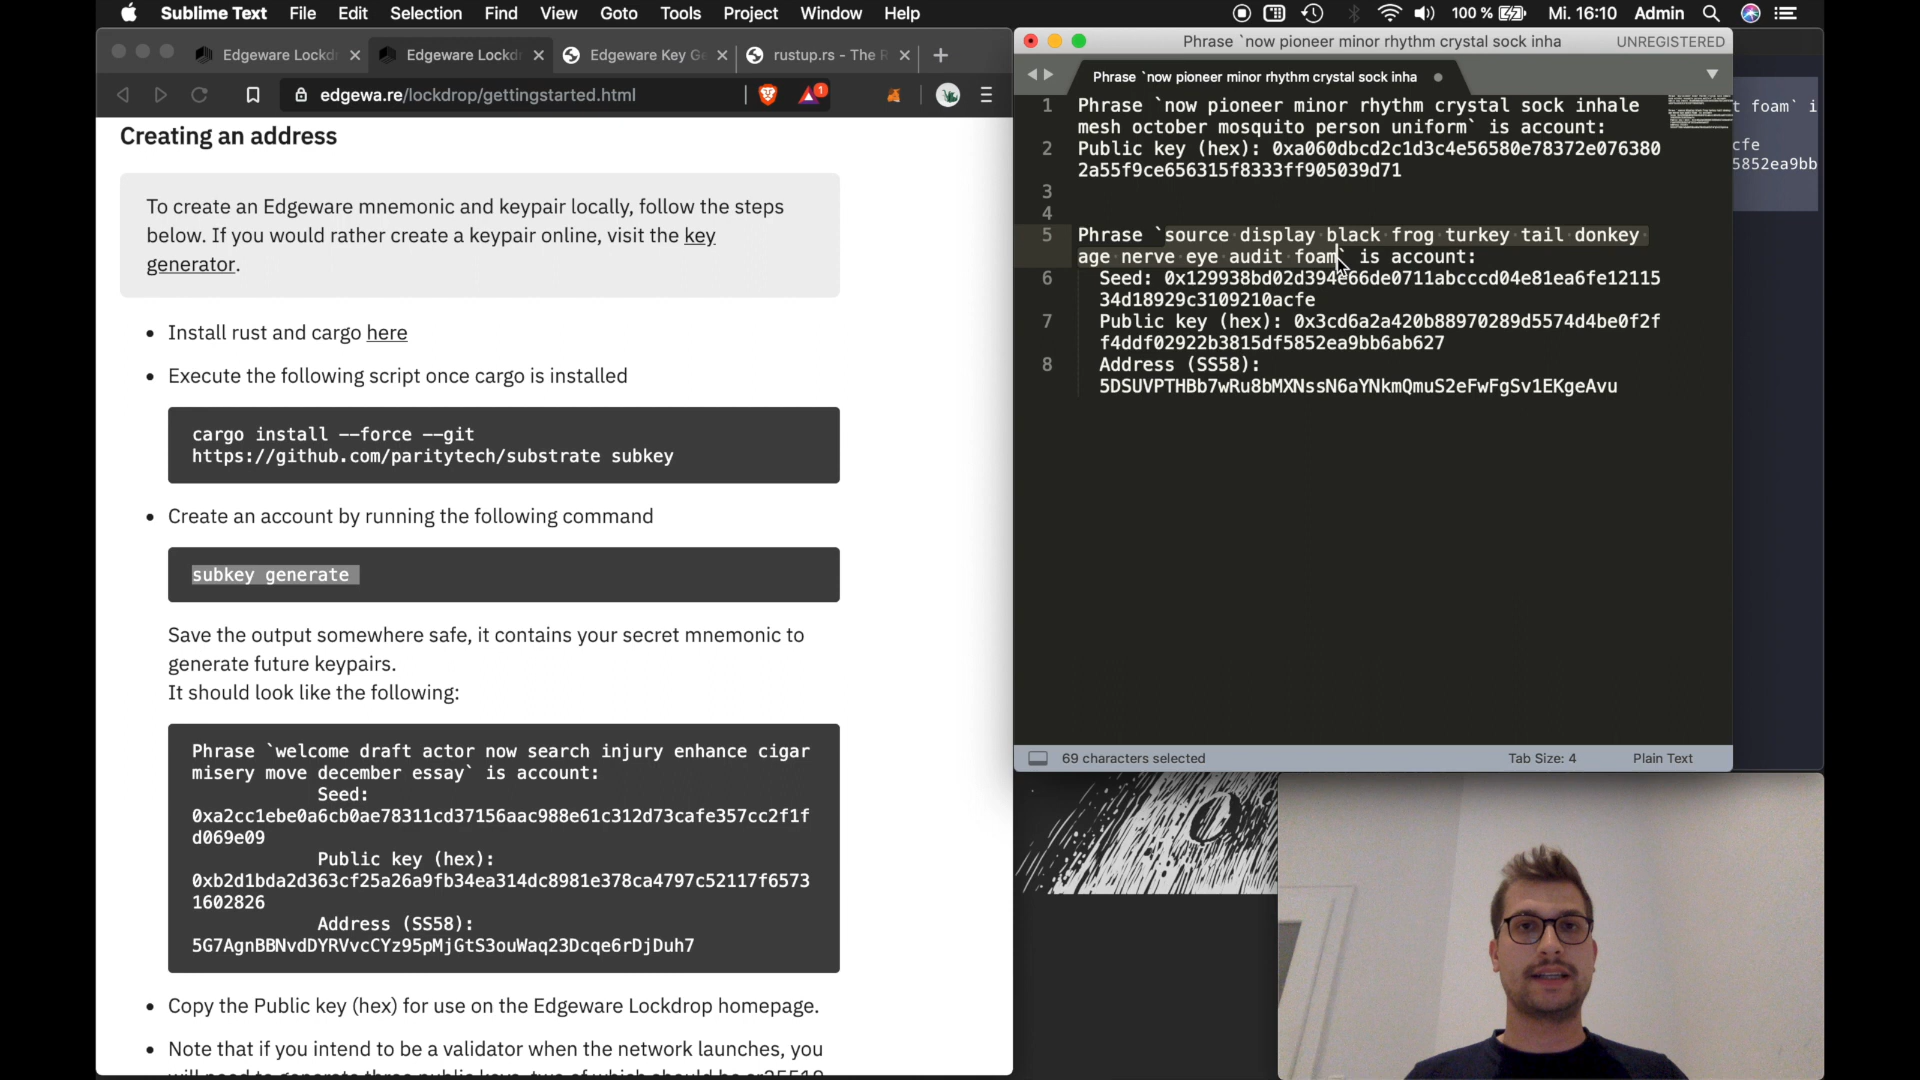 Sublime Text File Edit Selection Find View Goto Tools Project Window Help
100 % Mi. 16:10 Admin
Edgeware Lockd
Edgeware Lockd
Edgeware Key G
rustup.rs - The R
edgewa.re/lockdrop/gettingstarted.html
1
Creating an address
To create an Edgeware mnemonic and keypair locally, follow the steps
below. If you would rather create a keypair online, visit the key
generator.
• Install rust and cargo here
• Execute the following script once cargo is installed
cargo install --force --git
https://github.com/paritytech/substrate subkey
• Create an account by running the following command
subkey generate
Save the output somewhere safe, it contains your secret mnemonic to
generate future keypairs.
It should look like the following:
Phrase `welcome draft actor now search injury enhance cigar
misery move december essay` is account:
Seed:
0xa2cc1ebe0a6cb0ae78311cd37156aac988e61c312d73cafe357cc2f1f
d069e09
Public key (hex):
0xb2d1bda2d363cf25a26a9fb34ea314dc8981e378ca4797c52117f6573
1602826
Address (SS58):
5G7AgnBBNvdDYRVvcCYz95pMjGtS3ouWaq23Dcqe6rDjDuh7
• Copy the Public key (hex) for use on the Edgeware Lockdrop homepage.
• Note that if you intend to be a validator when the network launches, you
Phrase `now pioneer minor rhythm crystal sock inha
UNREGISTERED
Phrase `now pioneer minor rhythm crystal sock inha
1 Phrase `now pioneer minor rhythm crystal sock inhale
mesh october mosquito person uniform` is account:
2 Public key (hex): 0xa060dbcd2c1d3c4e56580e78372e076380
2a55f9ce656315f8333ff905039d71
3
4
5 Phrase `source display black frog turkey tail donkey
age nerve eye audit foam` is account:
6 Seed: 0x129938bd02d394e66de0711abcccd04e81ea6fe12115
34d18929c3109210acfe
7 Public key (hex): 0x3cd6a2a420b88970289d5574d4be0f2f
f4ddf02922b3815df5852ea9bb6ab627
8 Address (SS58):
5DSUVPTHBb7wRu8bMXNssN6aYNkmQmuS2eFwFgSv1EKgeAvu
69 characters selected
Tab Size: 4
Plain Text
t foam` i
cfe
5852ea9bb